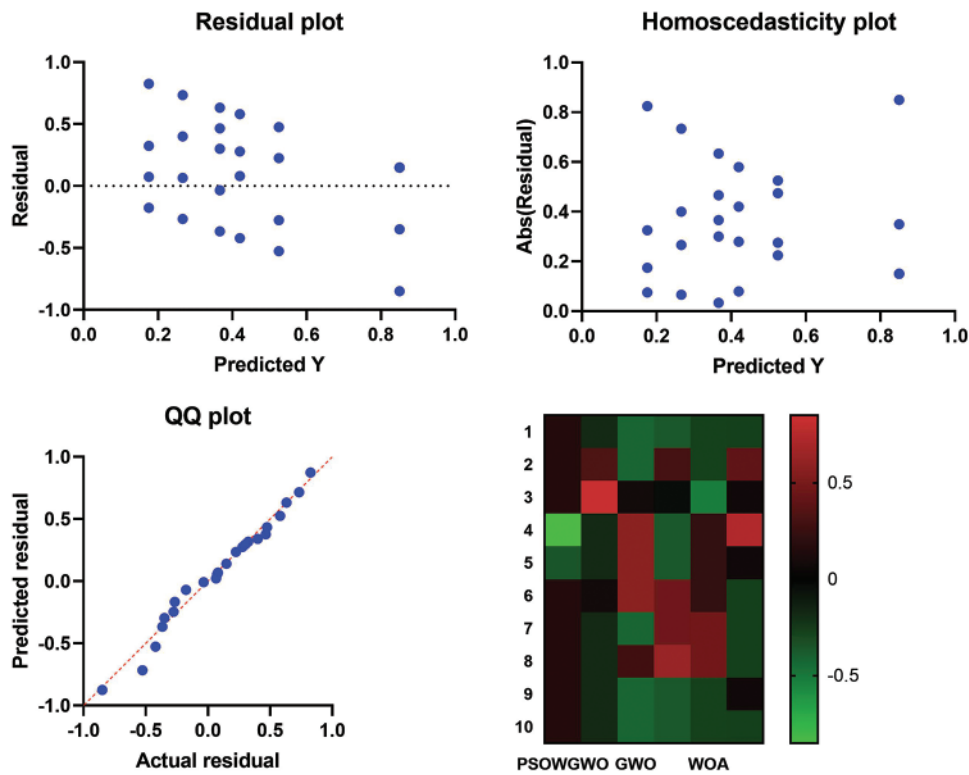 Residual plot
1.0
0.5
0.0
-0.5
-1.0
Residual
0.0 0.2 0.4 0.6 0.8 1.0
Predicted Y
Homoscedasticity plot
1.0
0.8
0.6
0.4
0.2
0.0
Abs(Residual)
0.0 0.2 0.4 0.6 0.8 1.0
Predicted Y
QQ plot
1.0
0.5
0.0
-0.5
-1.0
Predicted residual
-1.0 -0.5 0.0 0.5 1.0
Actual residual
1
2
3
4
5
6
7
8
9
10
PSOWGWO GWO WOA
0.5
0
-0.5